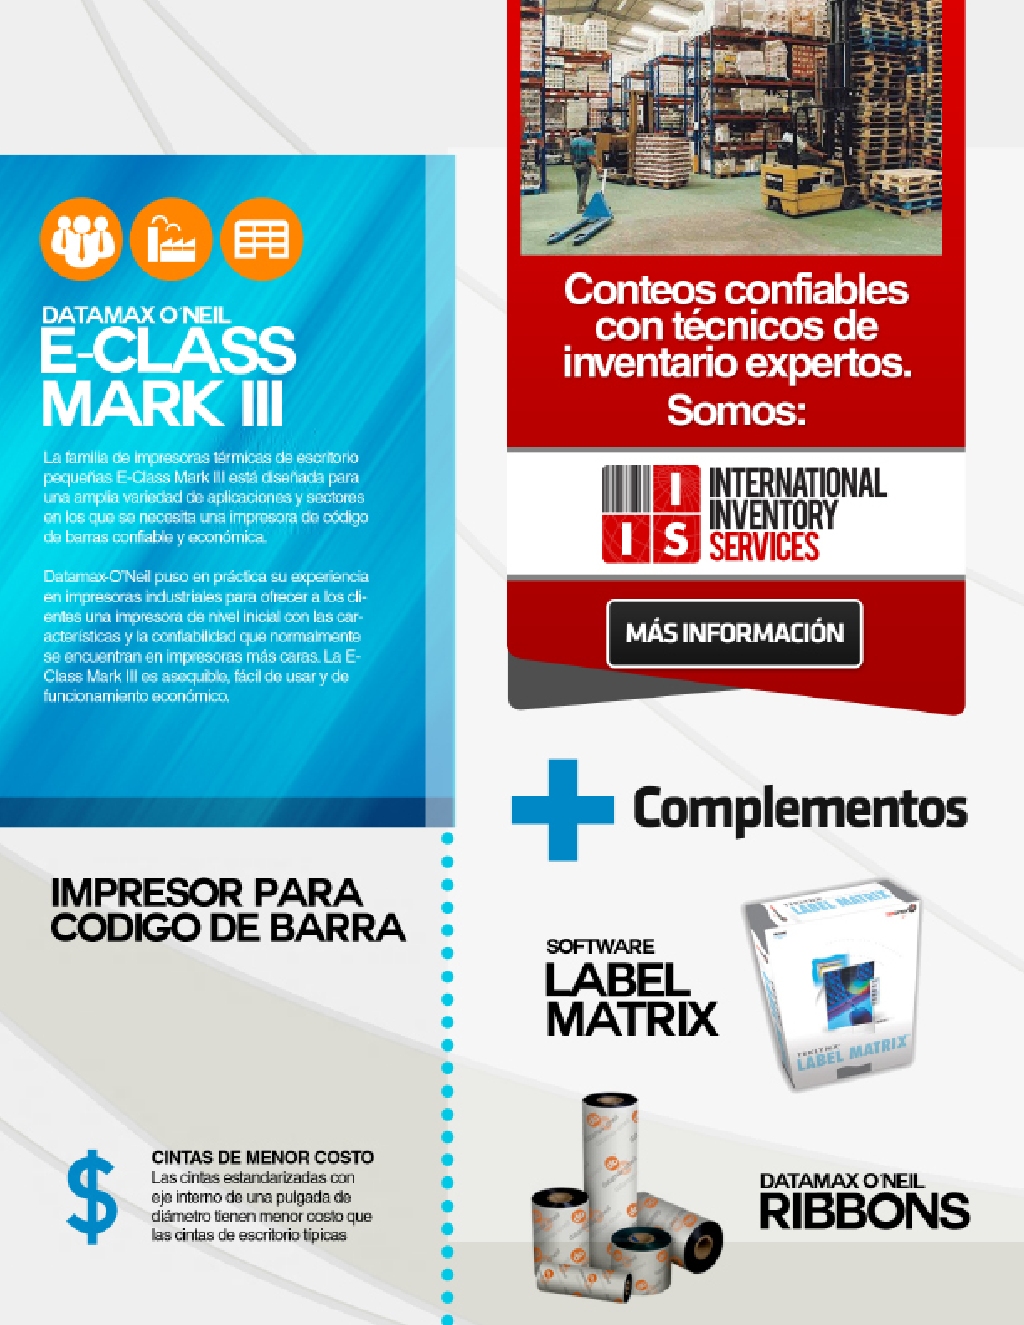 DATAMAX O'NEIL
E-CLASS
MARK III
La familia de impresoras térmicas de escritorio
pequeñas E-Class Mark III está diseñada para
una amplia variedad de aplicaciones y sectores
en los que se necesita una impresora de código
de barras confiable y económica.
Datamax-O'Neil puso en práctica su experiencia
en impresoras industriales para ofrecer a los cli-
entes una impresora de nivel inicial con las car-
acterísticas y la confiabilidad que normalmente
se encuentran en impresoras más caras. La E-
Class Mark III es asequible, fácil de usar y de
funcionamiento económico.
IMPRESOR PARA
CODIGO DE BARRA
$
CINTAS DE MENOR COSTO
Las cintas estandarizadas con
eje interno de una pulgada de
diámetro tienen menor costo que
las cintas de escritorio típicas
Conteos confiables
con técnicos de
inventario expertos.
Somos:
I
I S
INTERNATIONAL
INVENTORY
SERVICES
MÁS INFORMACIÓN
Complementos
SOFTWARE
LABEL
MATRIX
LABEL MATRIX
LABEL MATRIX
DATAMAX O'NEIL
RIBBONS